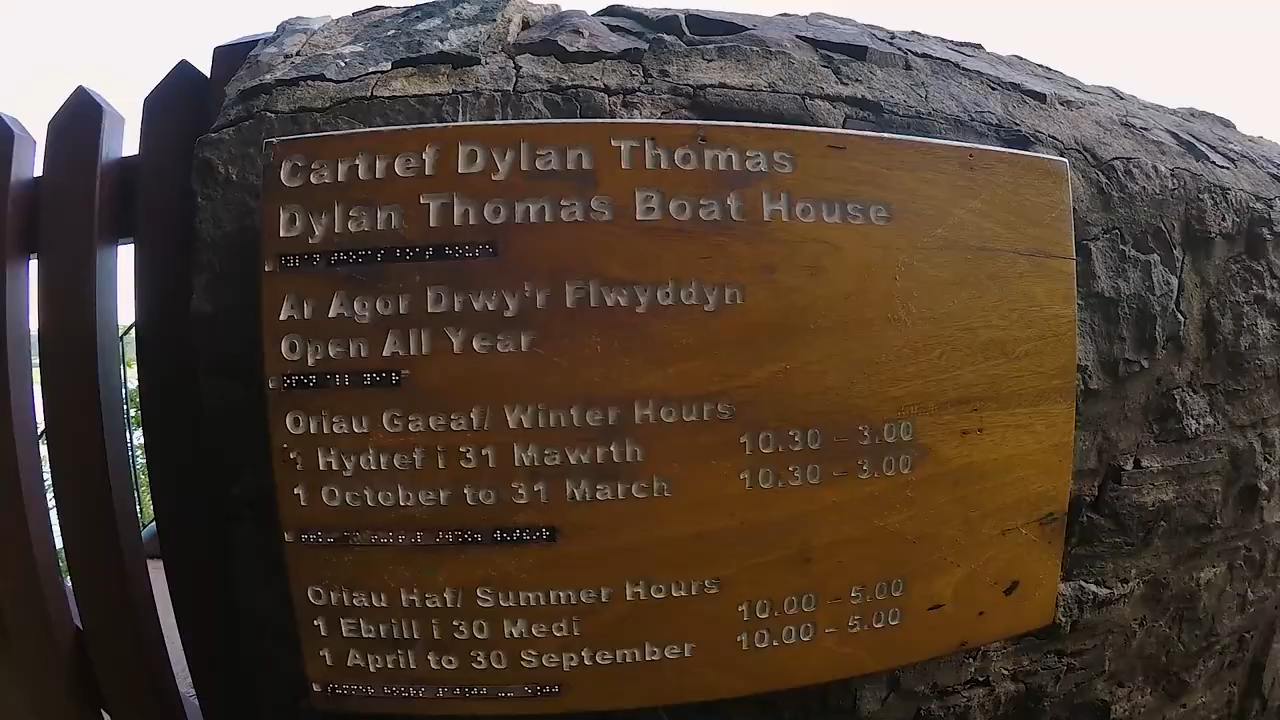 Cartref Dylan Thomas
Dylan Thomas Boat House
Ar Agor Drwy'r Flwyddyn
Open All Year
Oriau Gaeaf/ Winter Hours
1 Hydref i 31 Mawrth 10.30 – 3.00
1 October to 31 March 10.30 – 3.00
Oriau Haf/ Summer Hours
1 Ebrill i 30 Medi 10.00 – 5.00
1 April to 30 September 10.00 – 5.00